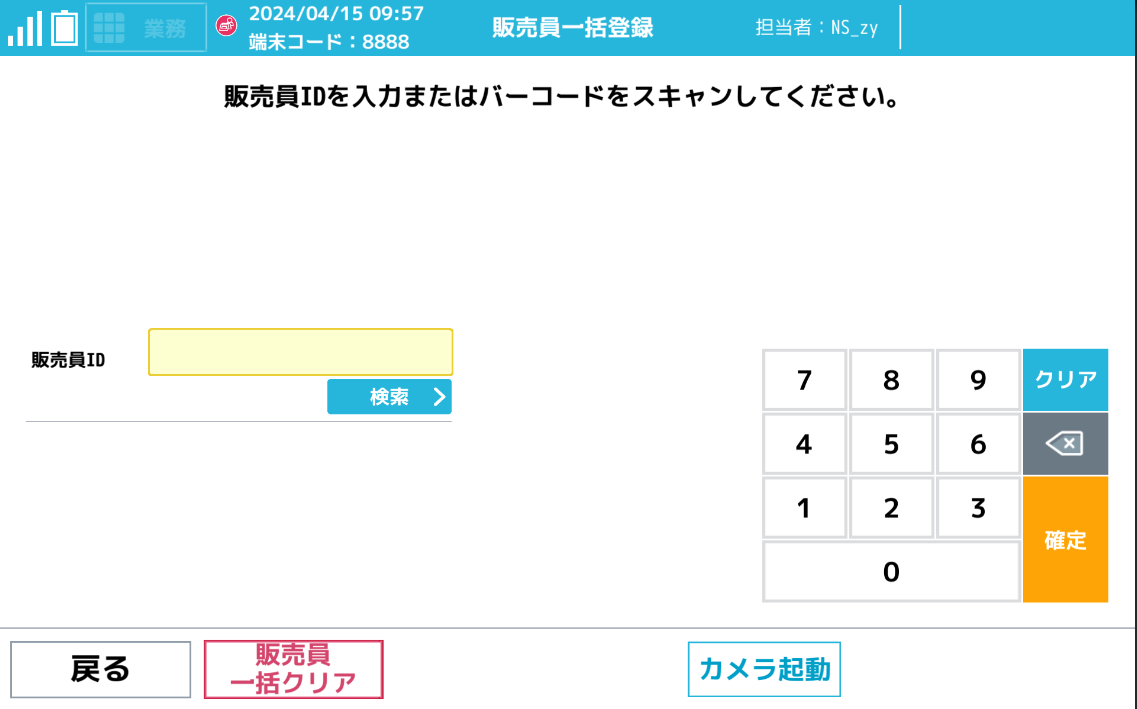 業務
2024/04/15 09:57
端末コード：8888
販売員一括登録
担当者：NS_zy
販売員IDを入力またはバーコードをスキャンしてください。
販売員ID
検索
7 8 9 クリア
4 5 6
1 2 3
確定
0
戻る
販売員
一括クリア
カメラ起動